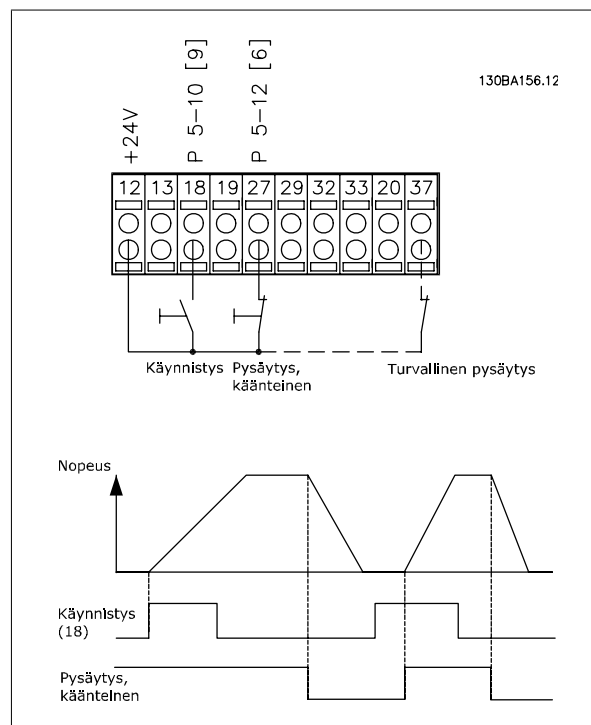 130BA156.12
+24V
P 5-10 [9]
P 5-12 [6]
12 13 18 19 27 29 32 33 20 37
Käynnistys Pysäytys, käänteinen
Turvallinen pysäytys
Nopeus
Käynnistys
(18)
Pysäytys,
käänteinen